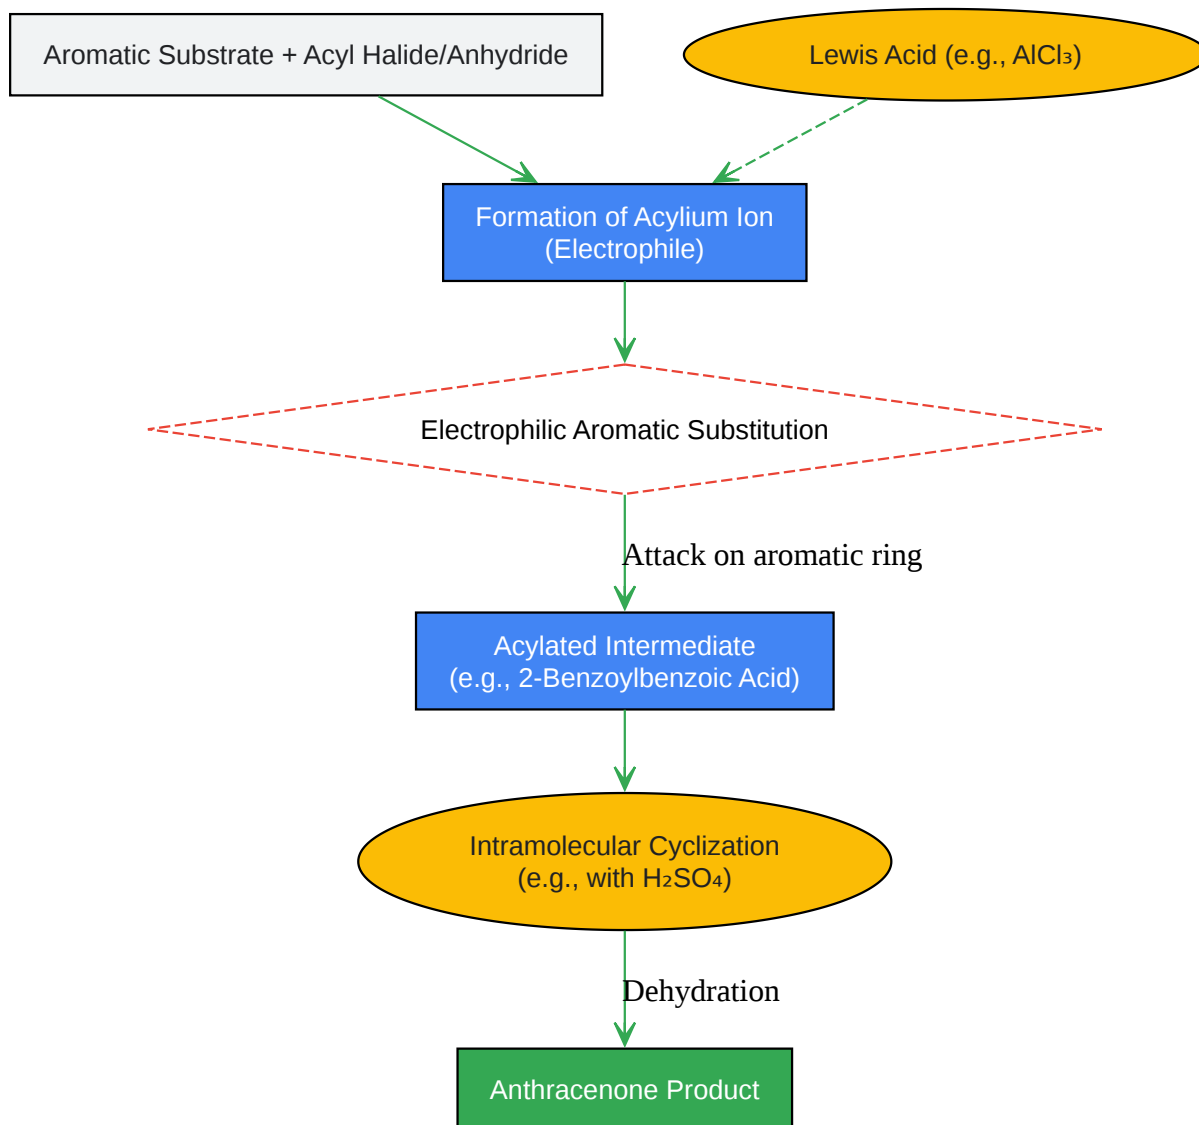 Aromatic Substrate + Acyl Halide/Anhydride
Lewis Acid (e.g., AlCl₃)
Formation of Acylium Ion
(Electrophile)
Electrophilic Aromatic Substitution
Attack on aromatic ring
Acylated Intermediate
(e.g., 2-Benzoylbenzoic Acid)
Intramolecular Cyclization
(e.g., with H₂SO₄)
Dehydration
Anthracenone Product